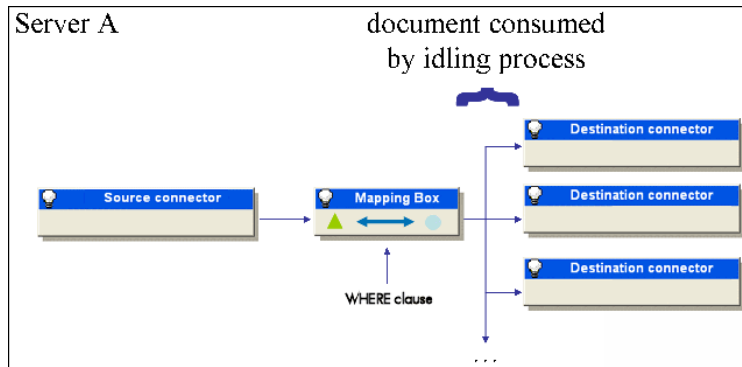 Server A
document consumed
by idling process
Destination connector
Source connector
Mapping Box
Destination connector
Destination connector
WHERE clause
...